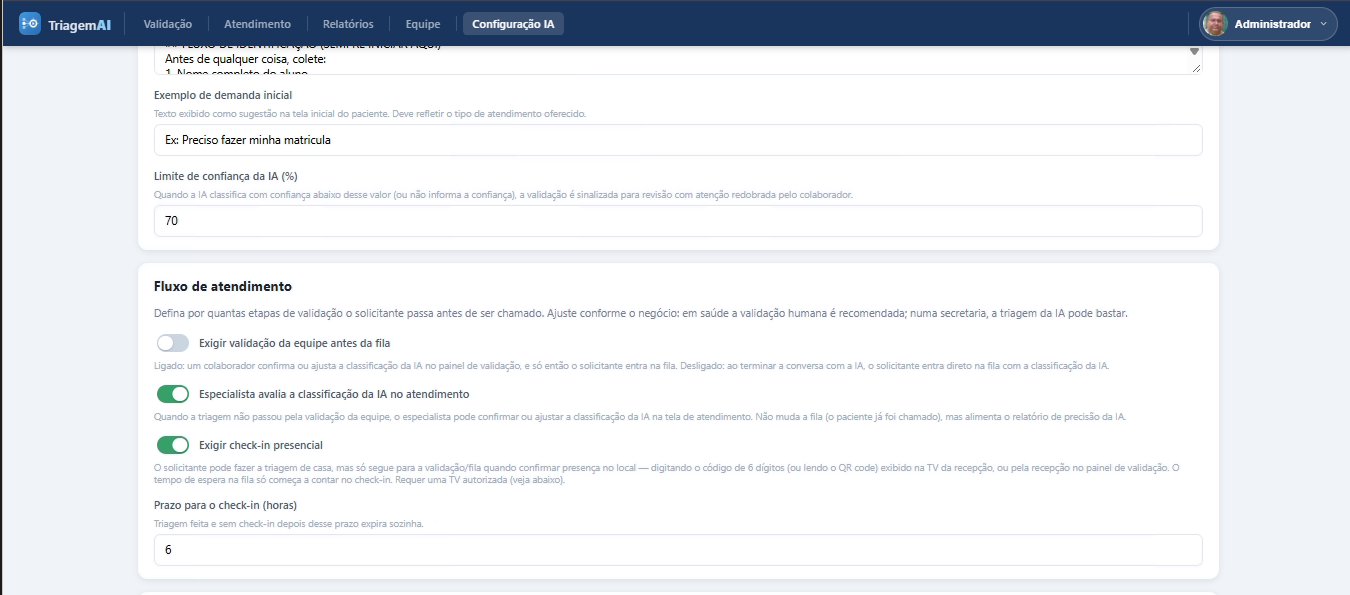 TriagemAI
Validação
Atendimento
Relatórios
Equipe
Configuração IA
Administrador
## FLUXO DE IDENTIFICAÇÃO (SEMPRE INICIAR AQUI)
Antes de qualquer coisa, colete:
1. Nome completo do aluno
Exemplo de demanda inicial
Texto exibido como sugestão na tela inicial do paciente. Deve refletir o tipo de atendimento oferecido.
Ex: Preciso fazer minha matricula
Limite de confiança da IA (%)
Quando a IA classifica com confiança abaixo desse valor (ou não informa a confiança), a validação é sinalizada para revisão com atenção redobrada pelo colaborador.
70
Fluxo de atendimento
Defina por quantas etapas de validação o solicitante passa antes de ser chamado. Ajuste conforme o negócio: em saúde a validação humana é recomendada; numa secretaria, a triagem da IA pode bastar.
Exigir validação da equipe antes da fila
Ligado: um colaborador confirma ou ajusta a classificação da IA no painel de validação, e só então o solicitante entra na fila. Desligado: ao terminar a conversa com a IA, o solicitante entra direto na fila com a classificação da IA.
Especialista avalia a classificação da IA no atendimento
Quando a triagem não passou pela validação da equipe, o especialista pode confirmar ou ajustar a classificação da IA na tela de atendimento. Não muda a fila (o paciente já foi chamado), mas alimenta o relatório de precisão da IA.
Exigir check-in presencial
O solicitante pode fazer a triagem de casa, mas só segue para a validação/fila quando confirmar presença no local — digitando o código de 6 dígitos (ou lendo o QR code) exibido na TV da recepção, ou pela recepção no painel de validação. O
tempo de espera na fila só começa a contar no check-in. Requer uma TV autorizada (veja abaixo).
Prazo para o check-in (horas)
Triagem feita e sem check-in depois desse prazo expira sozinha.
6